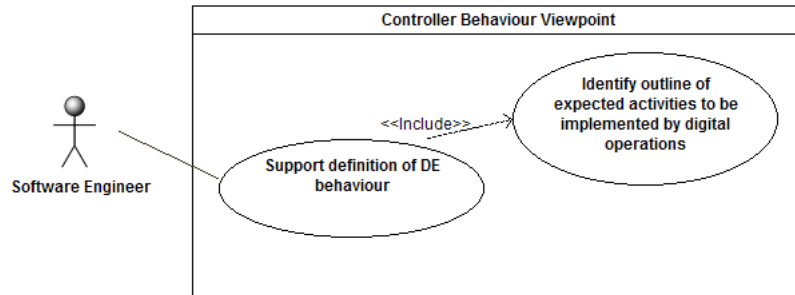 Controller Behaviour Viewpoint
Identify outline of
expected activities to be
implemented by digital
operations
<<Include>>
Support definition of DE
behaviour
Software Engineer